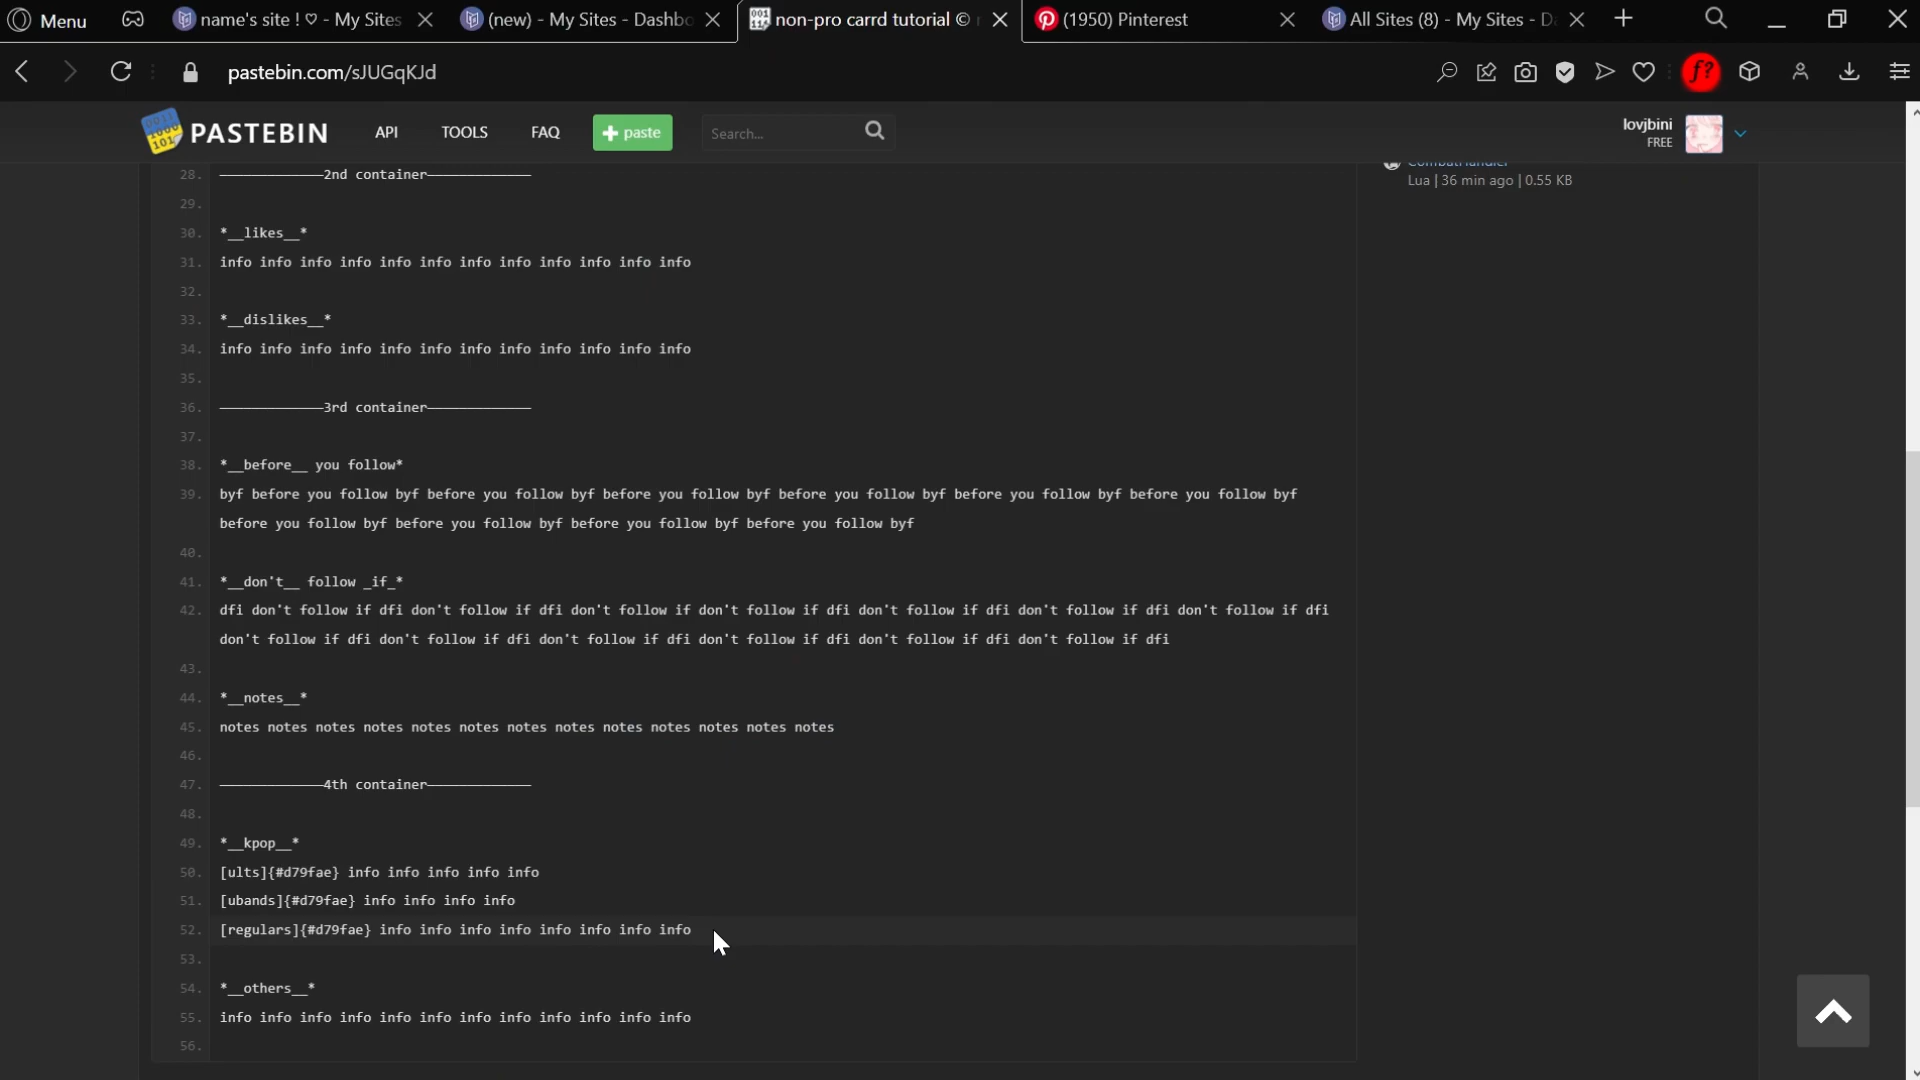 Menu
name's site ! ♡ - My Sites
(new) - My Sites - Dashbo
non-pro carrd tutorial ©
(1950) Pinterest
All Sites (8) - My Sites - Da
pastebin.com/sJUGqKJd
PASTEBIN
API
TOOLS
FAQ
+ paste
Search...
lovjbini
FREE
CombatHandler
Lua | 36 min ago | 0.55 KB
28. —————————————2nd container—————————————
29.
30. *__likes__*
31. info info info info info info info info info info info info
32.
33. *__dislikes__*
34. info info info info info info info info info info info info
35.
36. —————————————3rd container—————————————
37.
38. *__before__ you follow*
39. byf before you follow byf before you follow byf before you follow byf before you follow byf before you follow byf before you follow byf
before you follow byf before you follow byf before you follow byf before you follow byf
40.
41. *__don't__ follow _if_*
42. dfi don't follow if dfi don't follow if dfi don't follow if don't follow if dfi don't follow if dfi don't follow if dfi don't follow if dfi
don't follow if dfi don't follow if dfi don't follow if dfi don't follow if dfi don't follow if dfi don't follow if dfi
43.
44. *__notes__*
45. notes notes notes notes notes notes notes notes notes notes notes notes notes
46.
47. —————————————4th container—————————————
48.
49. *__kpop__*
50. [ults]{#d79fae} info info info info info
51. [ubands]{#d79fae} info info info info
52. [regulars]{#d79fae} info info info info info info info info
53.
54. *__others__*
55. info info info info info info info info info info info info
56.